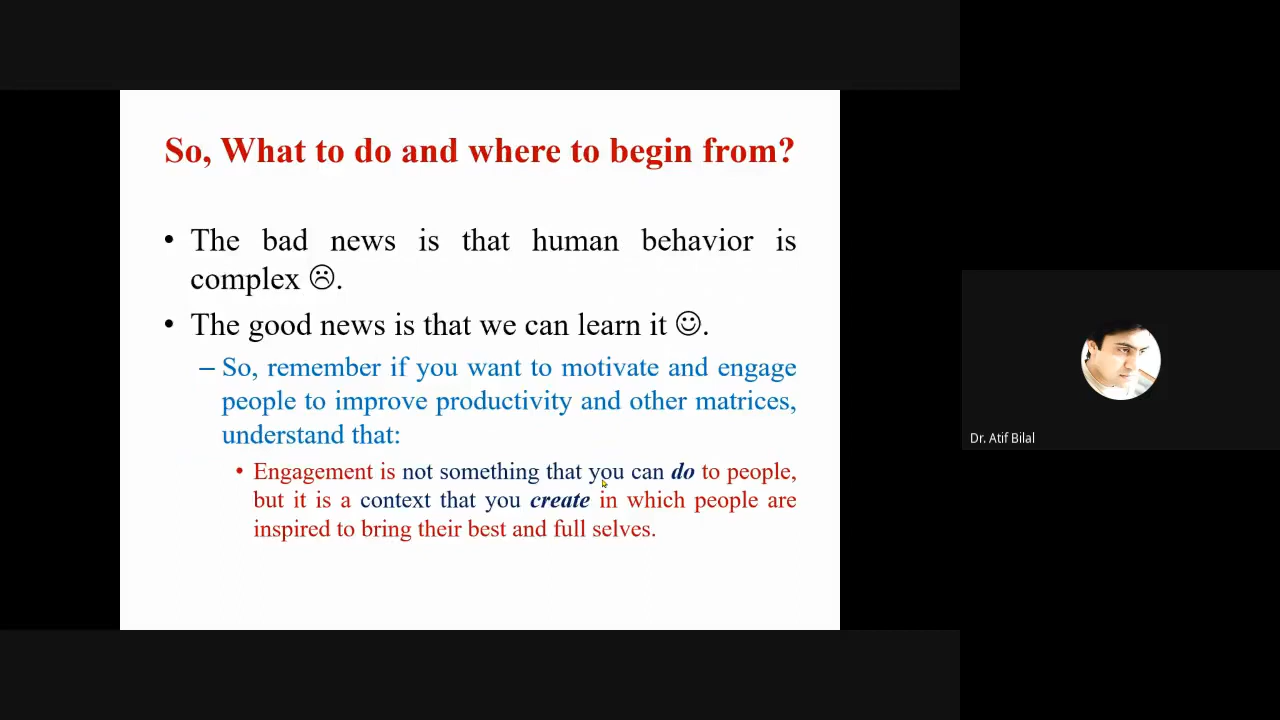 So, What to do and where to begin from?
• The bad news is that human behavior is
complex ☹.
• The good news is that we can learn it ☺.
– So, remember if you want to motivate and engage
people to improve productivity and other matrices,
understand that:
• Engagement is not something that you can do to people,
but it is a context that you create in which people are
inspired to bring their best and full selves.
Dr. Atif Bilal